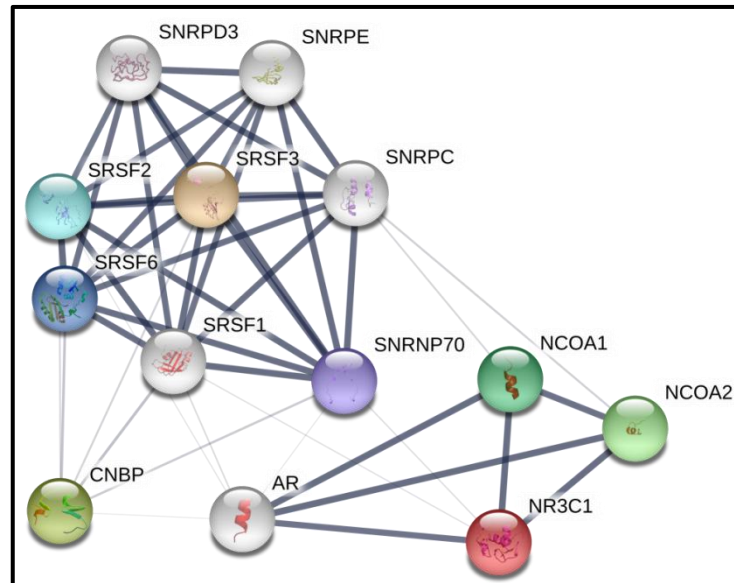 SNRPD3
SNRPE
SRSF2
SRSF3
SNRPC
SRSF6
SRSF1
SNRNP70
NCOA1
NCOA2
CNBP
AR
NR3C1